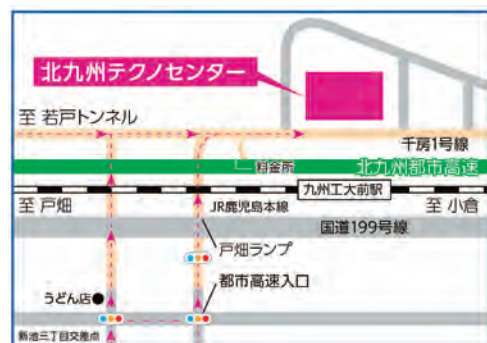 北九州テクノセンター
至 若戸トンネル
千房1号線
料金所
北九州都市高速
九州工大前駅
至 戸畑
JR鹿児島本線
至 小倉
国道199号線
戸畑ランプ
うどん店
都市高速入口
新池三丁目交差点